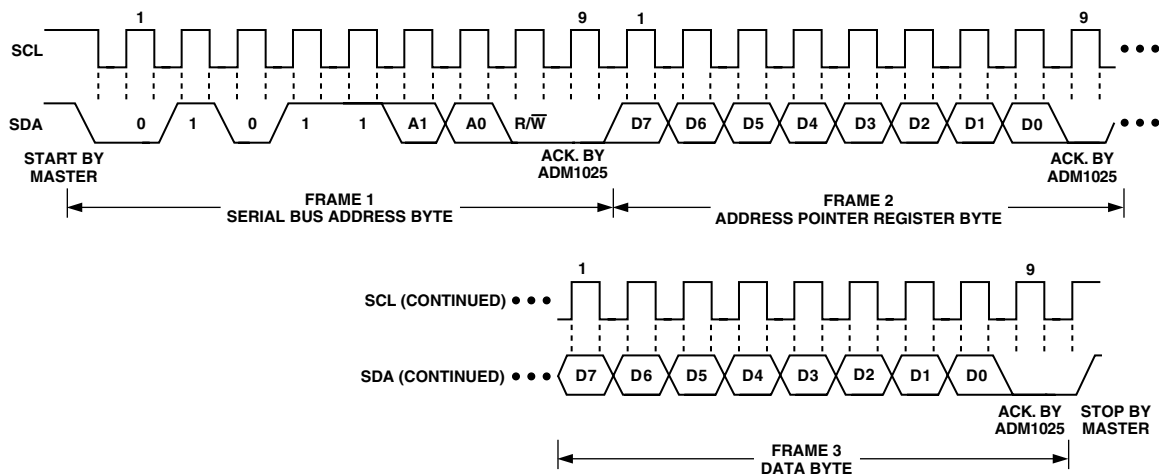 1 9 1 9
SCL
SDA 0 1 0 1 1 A1 A0 R/W̅ D7 D6 D5 D4 D3 D2 D1 D0
START BY
MASTER
ACK. BY
ADM1025
ACK. BY
ADM1025
FRAME 1
SERIAL BUS ADDRESS BYTE
FRAME 2
ADDRESS POINTER REGISTER BYTE
1 9
SCL (CONTINUED)
SDA (CONTINUED) D7 D6 D5 D4 D3 D2 D1 D0
ACK. BY
ADM1025
STOP BY
MASTER
FRAME 3
DATA BYTE